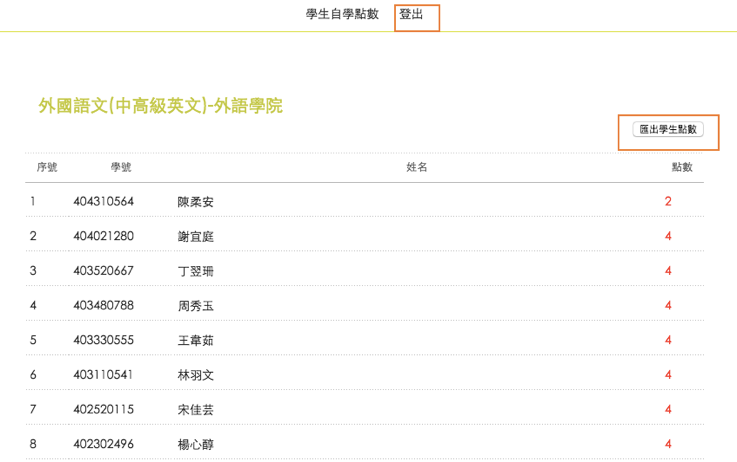 學生自學點數 登出
外國語文(中高級英文)-外語學院
匯出學生點數
序號 學號 姓名 點數
1 404310564 陳柔安 2
2 404021280 謝宜庭 4
3 403520667 丁翌珊 4
4 403480788 周秀玉 4
5 403330555 王韋茹 4
6 403110541 林羽文 4
7 402520115 宋佳芸 4
8 402302496 楊心醇 4